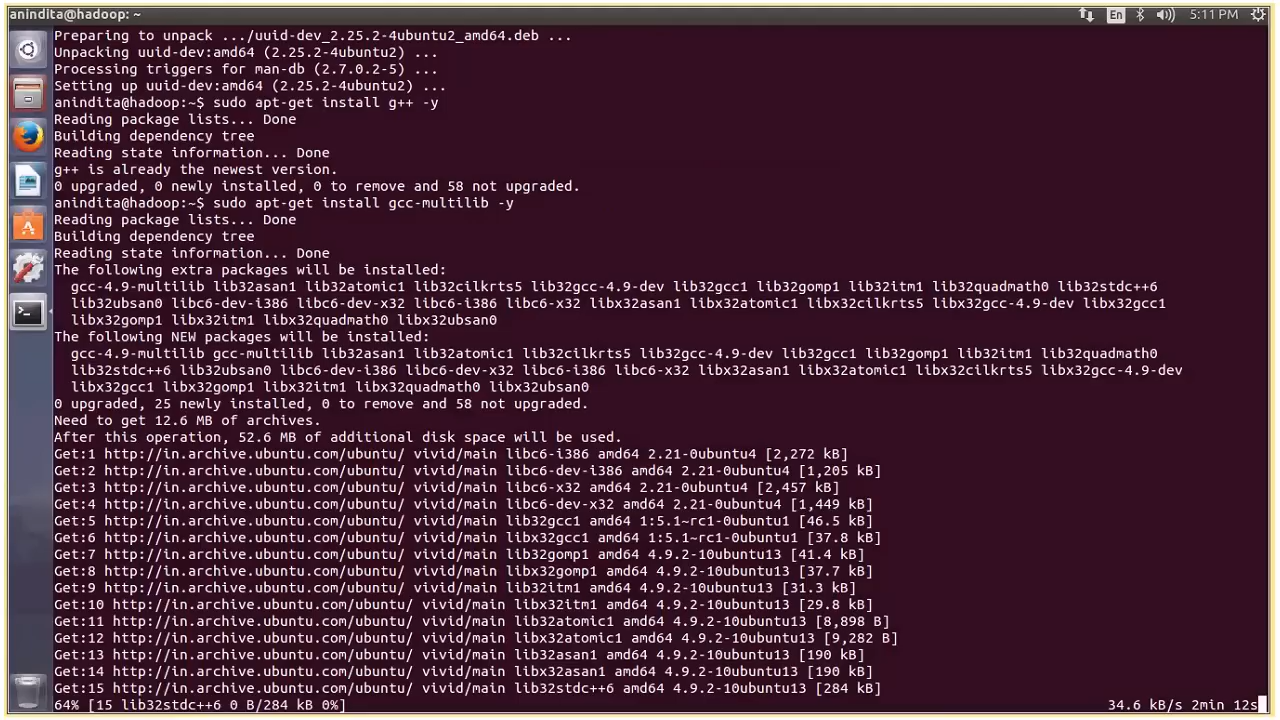 anindita@hadoop: ~
En
5:11 PM
Preparing to unpack .../uuid-dev_2.25.2-4ubuntu2_amd64.deb ...
Unpacking uuid-dev:amd64 (2.25.2-4ubuntu2) ...
Processing triggers for man-db (2.7.0.2-5) ...
Setting up uuid-dev:amd64 (2.25.2-4ubuntu2) ...
anindita@hadoop:~$ sudo apt-get install g++ -y
Reading package lists... Done
Building dependency tree
Reading state information... Done
g++ is already the newest version.
0 upgraded, 0 newly installed, 0 to remove and 58 not upgraded.
anindita@hadoop:~$ sudo apt-get install gcc-multilib -y
Reading package lists... Done
Building dependency tree
Reading state information... Done
The following extra packages will be installed:
gcc-4.9-multilib lib32asan1 lib32atomic1 lib32cilkrts5 lib32gcc-4.9-dev lib32gcc1 lib32gomp1 lib32itm1 lib32quadmath0 lib32stdc++6
lib32ubsan0 libc6-dev-i386 libc6-dev-x32 libc6-i386 libc6-x32 libx32asan1 libx32atomic1 libx32cilkrts5 libx32gcc-4.9-dev libx32gcc1
libx32gomp1 libx32itm1 libx32quadmath0 libx32ubsan0
The following NEW packages will be installed:
gcc-4.9-multilib gcc-multilib lib32asan1 lib32atomic1 lib32cilkrts5 lib32gcc-4.9-dev lib32gcc1 lib32gomp1 lib32itm1 lib32quadmath0
lib32stdc++6 lib32ubsan0 libc6-dev-i386 libc6-dev-x32 libc6-i386 libc6-x32 libx32asan1 libx32atomic1 libx32cilkrts5 libx32gcc-4.9-dev
libx32gcc1 libx32gomp1 libx32itm1 libx32quadmath0 libx32ubsan0
0 upgraded, 25 newly installed, 0 to remove and 58 not upgraded.
Need to get 12.6 MB of archives.
After this operation, 52.6 MB of additional disk space will be used.
Get:1 http://in.archive.ubuntu.com/ubuntu/ vivid/main libc6-i386 amd64 2.21-0ubuntu4 [2,272 kB]
Get:2 http://in.archive.ubuntu.com/ubuntu/ vivid/main libc6-dev-i386 amd64 2.21-0ubuntu4 [1,205 kB]
Get:3 http://in.archive.ubuntu.com/ubuntu/ vivid/main libc6-x32 amd64 2.21-0ubuntu4 [2,457 kB]
Get:4 http://in.archive.ubuntu.com/ubuntu/ vivid/main libc6-dev-x32 amd64 2.21-0ubuntu4 [1,449 kB]
Get:5 http://in.archive.ubuntu.com/ubuntu/ vivid/main lib32gcc1 amd64 1:5.1~rc1-0ubuntu1 [46.5 kB]
Get:6 http://in.archive.ubuntu.com/ubuntu/ vivid/main libx32gcc1 amd64 1:5.1~rc1-0ubuntu1 [37.8 kB]
Get:7 http://in.archive.ubuntu.com/ubuntu/ vivid/main lib32gomp1 amd64 4.9.2-10ubuntu13 [41.4 kB]
Get:8 http://in.archive.ubuntu.com/ubuntu/ vivid/main libx32gomp1 amd64 4.9.2-10ubuntu13 [37.7 kB]
Get:9 http://in.archive.ubuntu.com/ubuntu/ vivid/main lib32itm1 amd64 4.9.2-10ubuntu13 [31.3 kB]
Get:10 http://in.archive.ubuntu.com/ubuntu/ vivid/main libx32itm1 amd64 4.9.2-10ubuntu13 [29.8 kB]
Get:11 http://in.archive.ubuntu.com/ubuntu/ vivid/main lib32atomic1 amd64 4.9.2-10ubuntu13 [8,898 B]
Get:12 http://in.archive.ubuntu.com/ubuntu/ vivid/main libx32atomic1 amd64 4.9.2-10ubuntu13 [9,282 B]
Get:13 http://in.archive.ubuntu.com/ubuntu/ vivid/main lib32asan1 amd64 4.9.2-10ubuntu13 [190 kB]
Get:14 http://in.archive.ubuntu.com/ubuntu/ vivid/main libx32asan1 amd64 4.9.2-10ubuntu13 [190 kB]
Get:15 http://in.archive.ubuntu.com/ubuntu/ vivid/main lib32stdc++6 amd64 4.9.2-10ubuntu13 [284 kB]
64% [15 lib32stdc++6 0 B/284 kB 0%] 34.6 kB/s 2min 12s